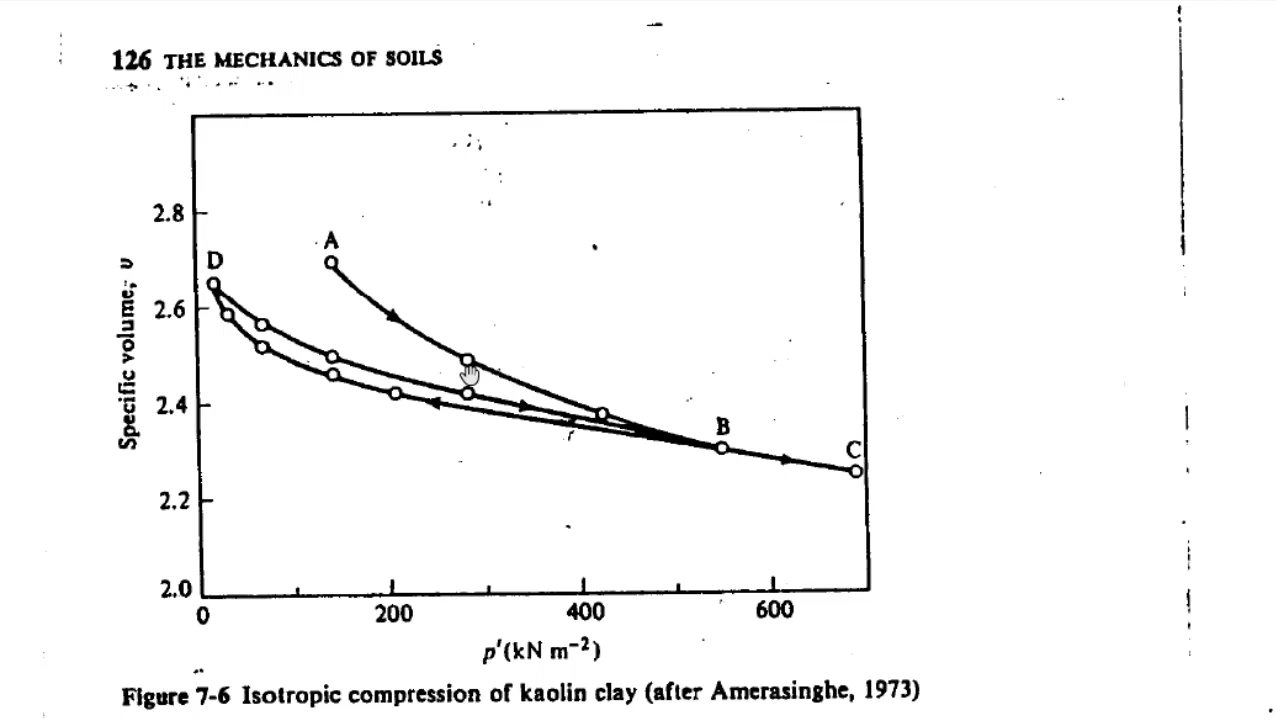 126 THE MECHANICS OF SOILS
2.8
A
D
2.6
Specific volume, υ
2.4
B
C
2.2
2.0
0 200 400 600
p'(kN m⁻²)
Figure 7-6 Isotropic compression of kaolin clay (after Amerasinghe, 1973)